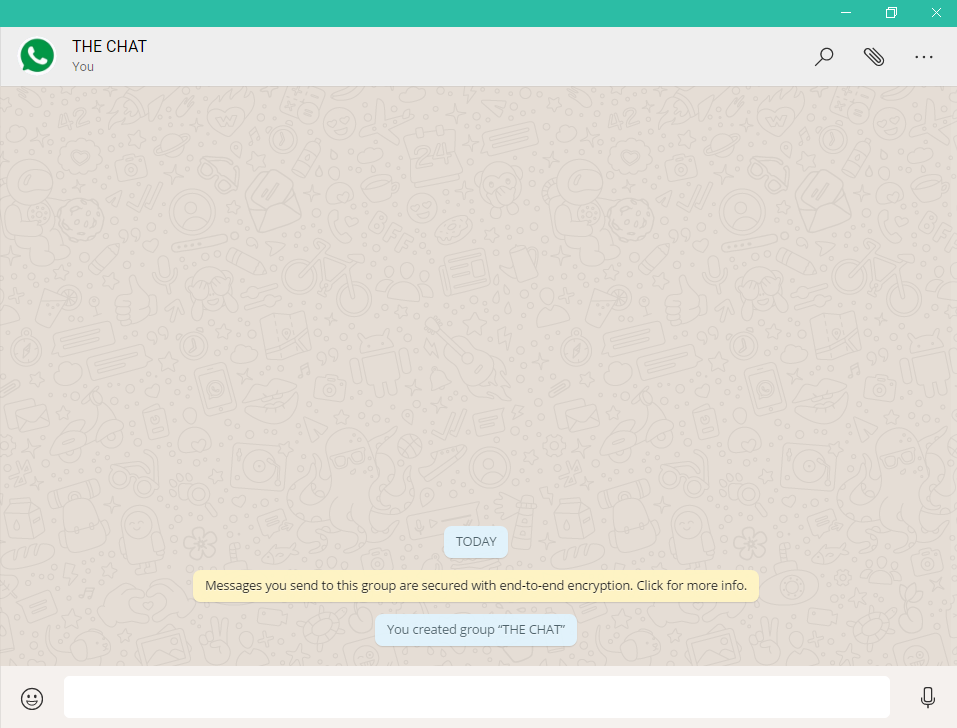 THE CHAT
You
TODAY
Messages you send to this group are secured with end-to-end encryption. Click for more info.
You created group “THE CHAT”